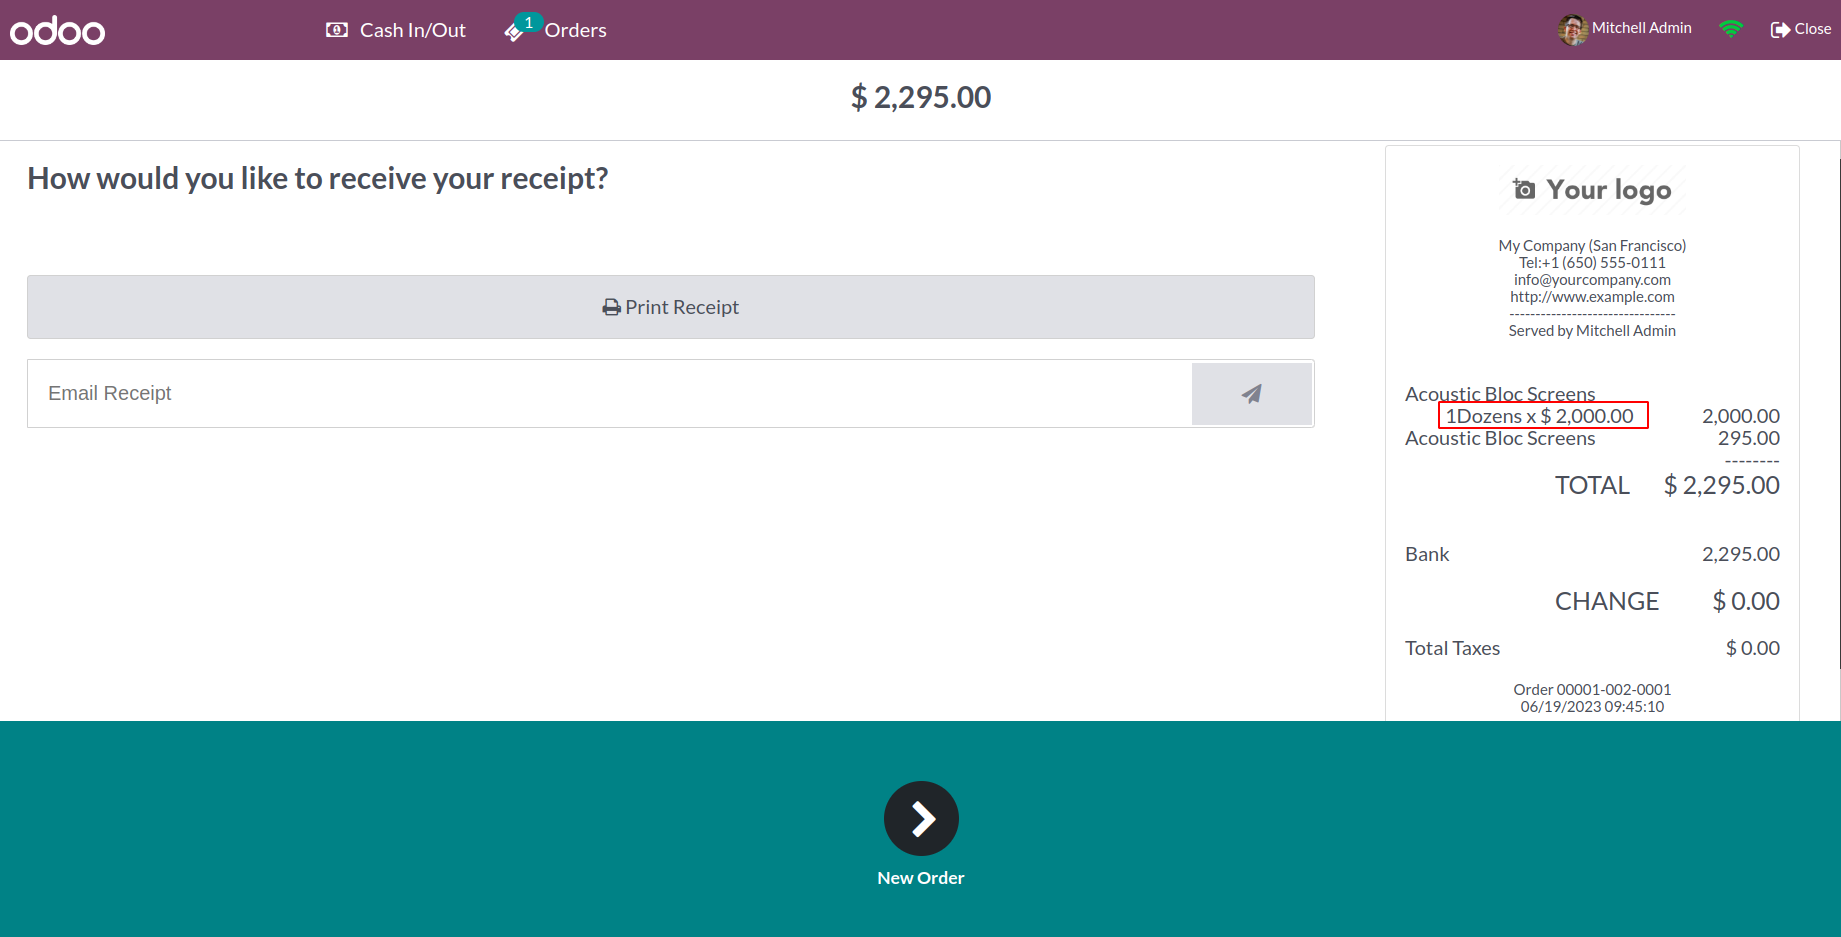 odoo
Cash In/Out
1
Orders
Mitchell Admin
Close
$ 2,295.00
How would you like to receive your receipt?
Print Receipt
Email Receipt
Your logo
My Company (San Francisco)
Tel:+1 (650) 555-0111
info@yourcompany.com
http://www.example.com
--------------------------------
Served by Mitchell Admin
Acoustic Bloc Screens
1Dozens x $ 2,000.00 2,000.00
Acoustic Bloc Screens 295.00
--------
TOTAL $ 2,295.00
Bank 2,295.00
CHANGE $ 0.00
Total Taxes $ 0.00
Order 00001-002-0001
06/19/2023 09:45:10
New Order